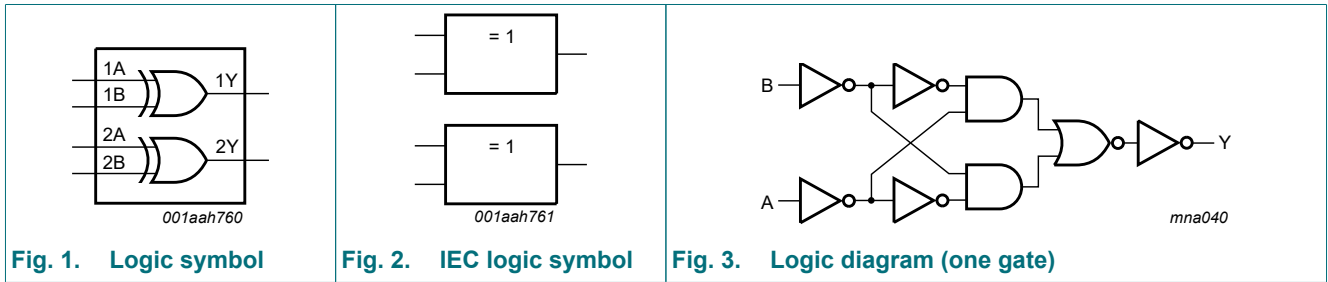 1A
1B
1Y
2A
2B
2Y
001aah760
Fig. 1. Logic symbol
= 1
= 1
001aah761
Fig. 2. IEC logic symbol
B
A
Y
mna040
Fig. 3. Logic diagram (one gate)